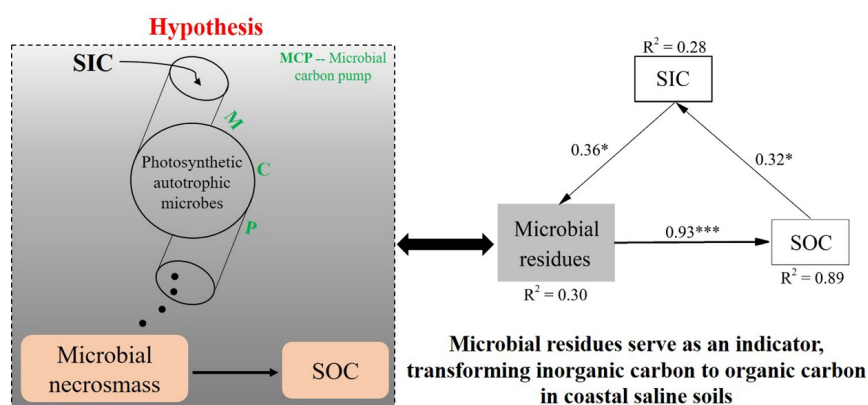 Hypothesis
SIC
MCP -- Microbial
carbon pump
M
C
P
Photosynthetic
autotrophic
microbes
Microbial
necrosmass
SOC
R² = 0.28
SIC
0.36*
0.32*
Microbial
residues
0.93***
SOC
R² = 0.30
R² = 0.89
Microbial residues serve as an indicator,
transforming inorganic carbon to organic carbon
in coastal saline soils